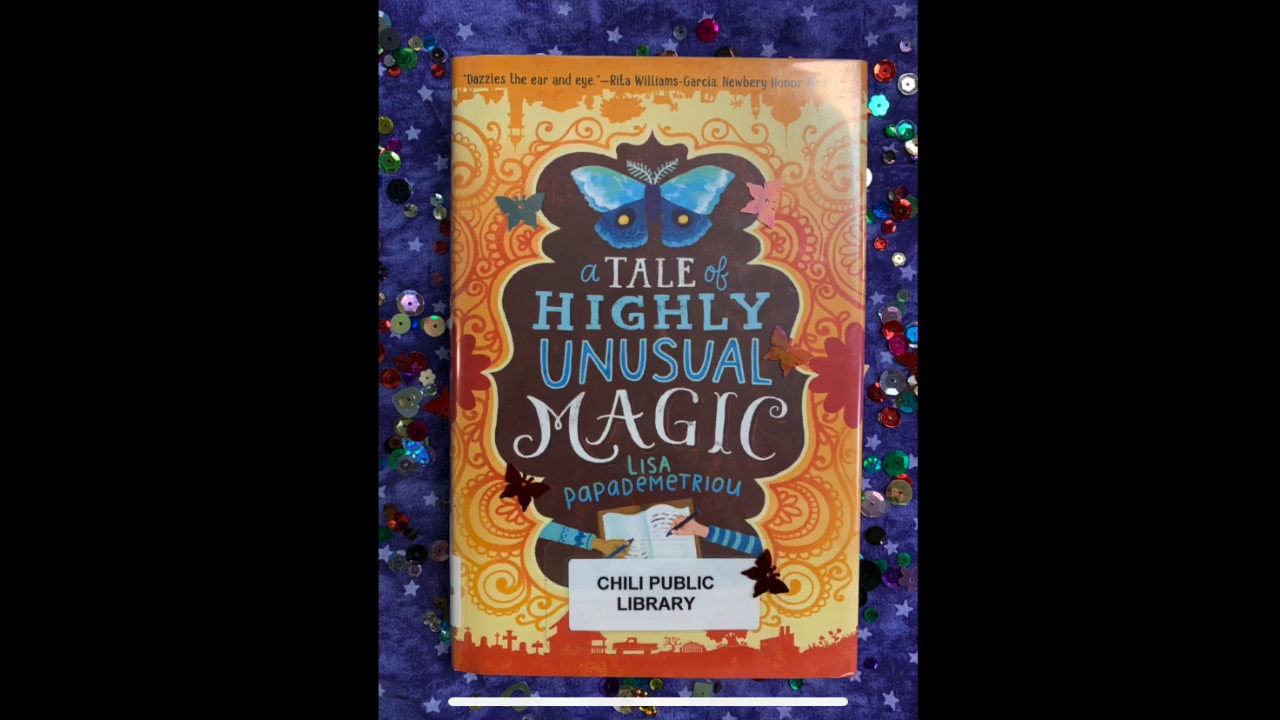 "Dazzles the ear and eye."—Rita Williams-Garcia, Newbery Honor
a TALE of
HIGHLY
UNUSUAL
MAGIC
LISA
PAPADEMETRIOU
CHILI PUBLIC
LIBRARY